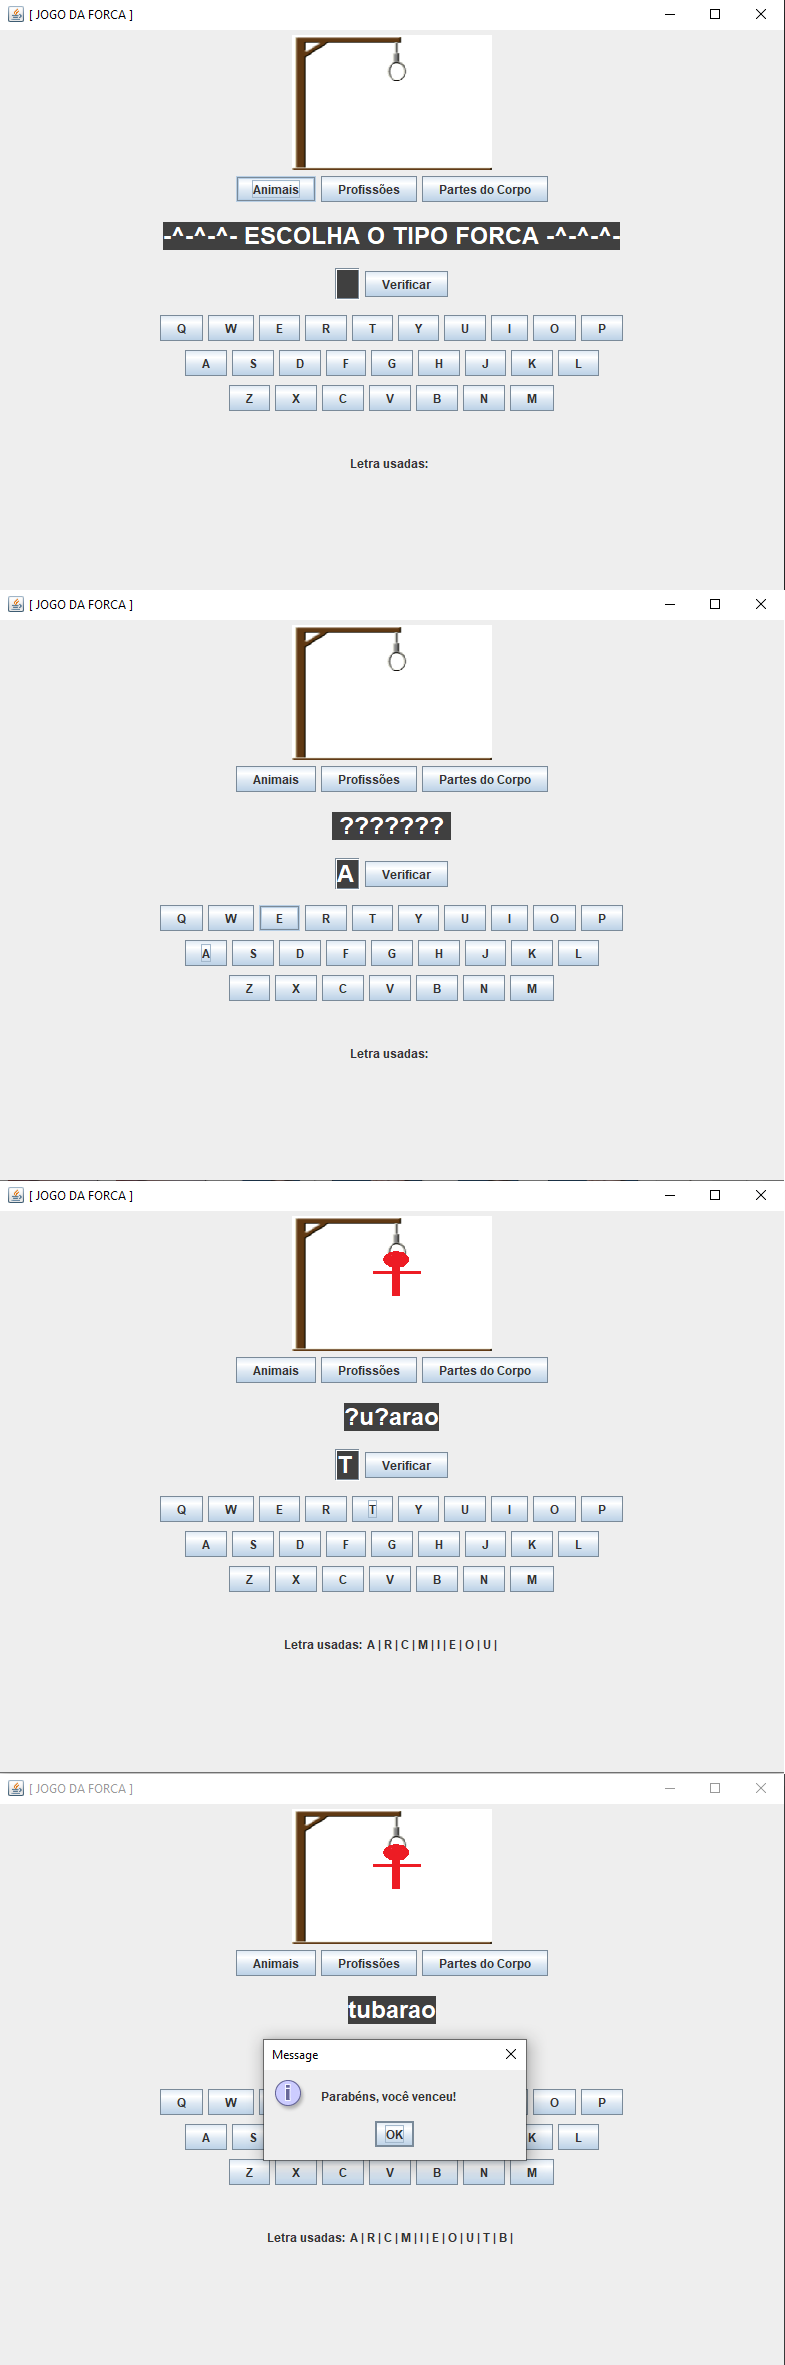 [ JOGO DA FORCA ]
Animais Profissões Partes do Corpo
-^-^-^- ESCOLHA O TIPO FORCA -^-^-^-
Verificar
Q W E R T Y U I O P
A S D F G H J K L
Z X C V B N M
Letra usadas:
[ JOGO DA FORCA ]
Animais Profissões Partes do Corpo
???????
A Verificar
Q W E R T Y U I O P
A S D F G H J K L
Z X C V B N M
Letra usadas:
[ JOGO DA FORCA ]
Animais Profissões Partes do Corpo
?u?arao
T Verificar
Q W E R T Y U I O P
A S D F G H J K L
Z X C V B N M
Letra usadas: A | R | C | M | I | E | O | U |
[ JOGO DA FORCA ]
Animais Profissões Partes do Corpo
tubarao
Message
Parabéns, você venceu!
OK
Q W O P
A S K L
Z X C V B N M
Letra usadas: A | R | C | M | I | E | O | U | T | B |